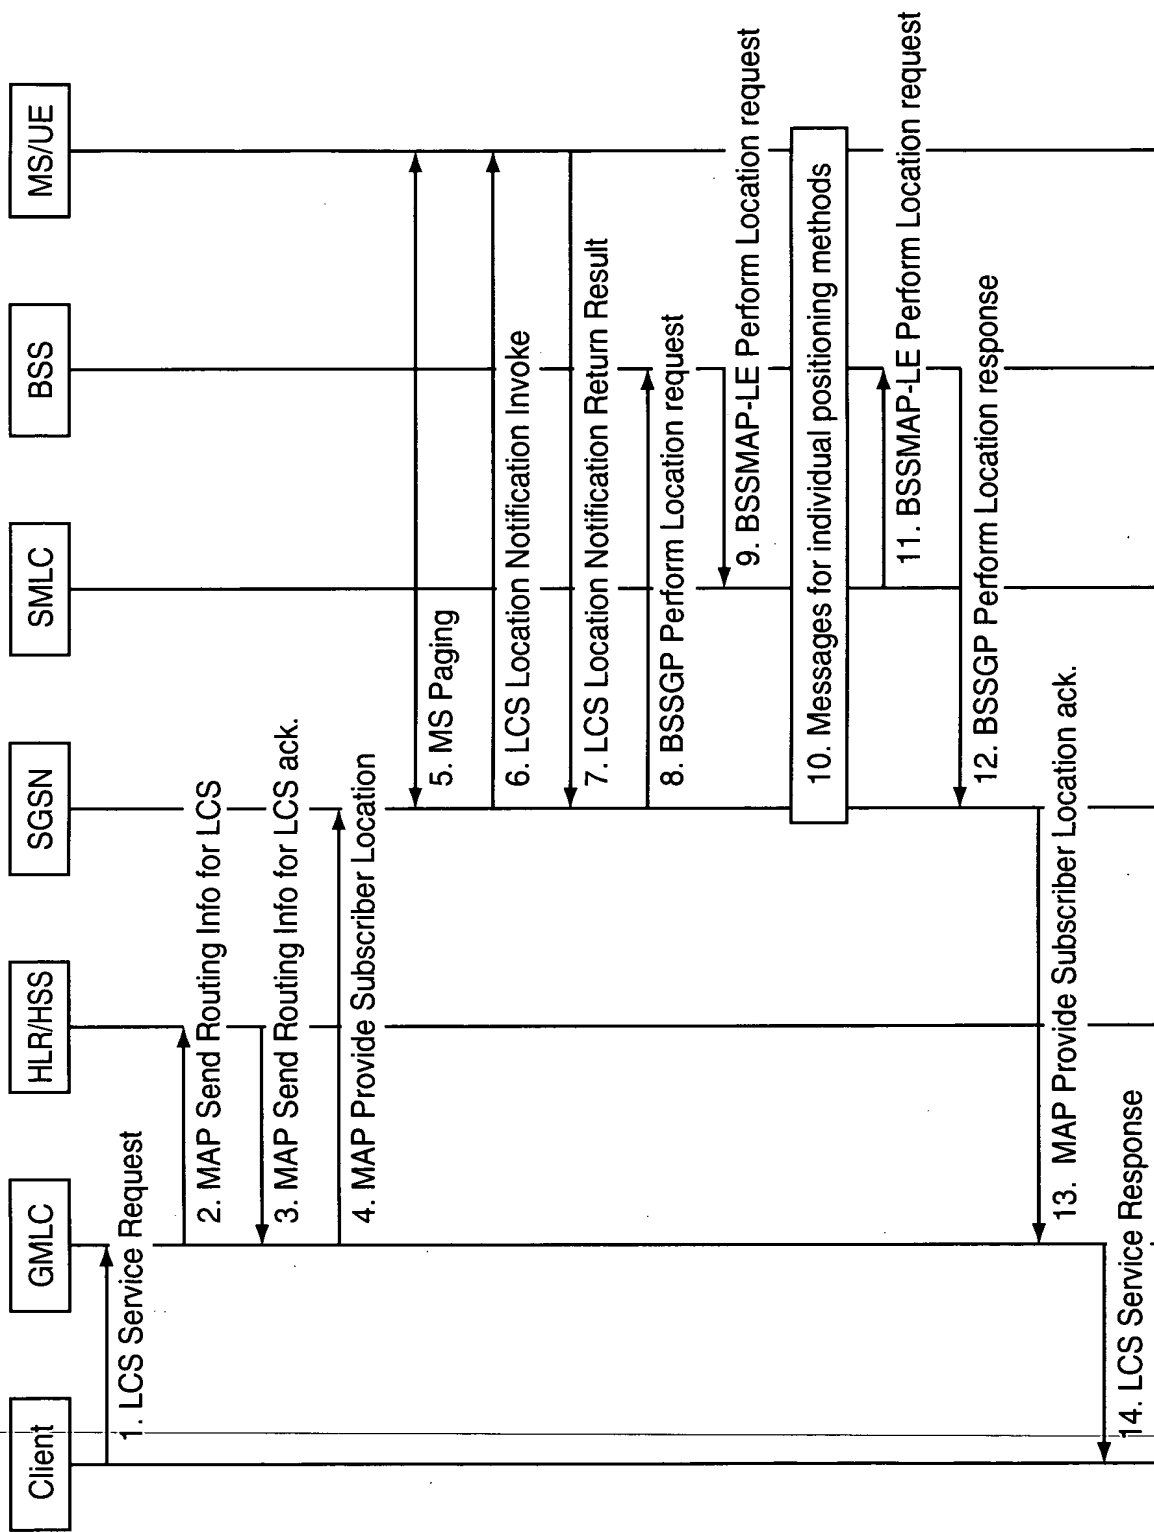 Client
GMLC
HLR/HSS
SGSN
SMLC
BSS
MS/UE
1. LCS Service Request
2. MAP Send Routing Info for LCS
3. MAP Send Routing Info for LCS ack.
4. MAP Provide Subscriber Location
5. MS Paging
6. LCS Location Notification Invoke
7. LCS Location Notification Return Result
8. BSSGP Perform Location request
9. BSSMAP-LE Perform Location request
10. Messages for individual positioning methods
11. BSSMAP-LE Perform Location request
12. BSSGP Perform Location response
13. MAP Provide Subscriber Location ack.
14. LCS Service Response